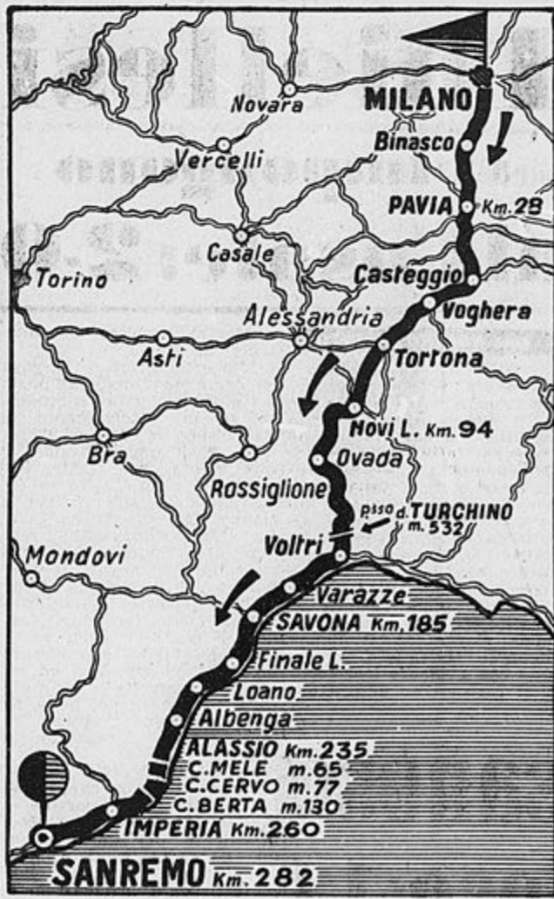 Novara
MILANO
Binasco
Vercelli
PAVIA Km. 28
Casale
Torino
Casteggio
Voghera
Alessandria
Asti
Tortona
Novi L. Km. 94
Bra
Ovada
Rossiglione
P.sso d. TURCHINO
m. 532
Voltri
Mondovi
Varazze
SAVONA Km. 185
Finale L.
Loano
Albenga
ALASSIO Km. 235
C. MELE m. 65
C. CERVO m. 77
C. BERTA m. 130
IMPERIA Km. 260
SANREMO Km. 282